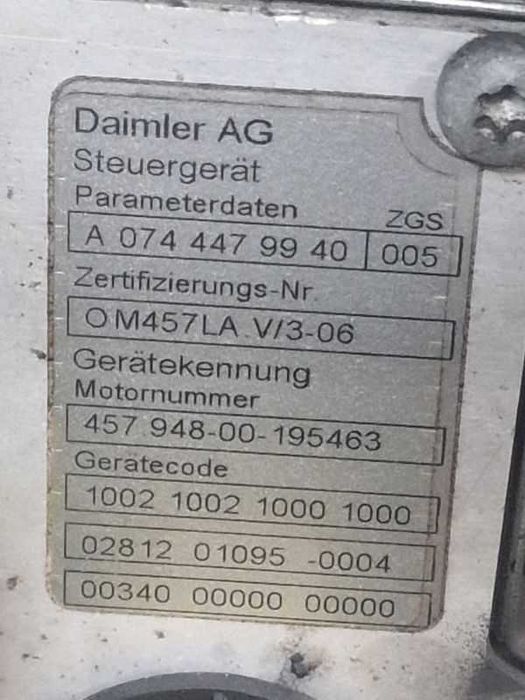 Daimler AG
Steuergerät
Parameterdaten ZGS
A 074 447 99 40 005
Zertifizierungs-Nr.
OM457LA.V/3-06
Gerätekennung
Motornummer
457 948-00-195463
Gerätecode
1002 1002 1000 1000
02812 01095 -0004
00340 00000 00000